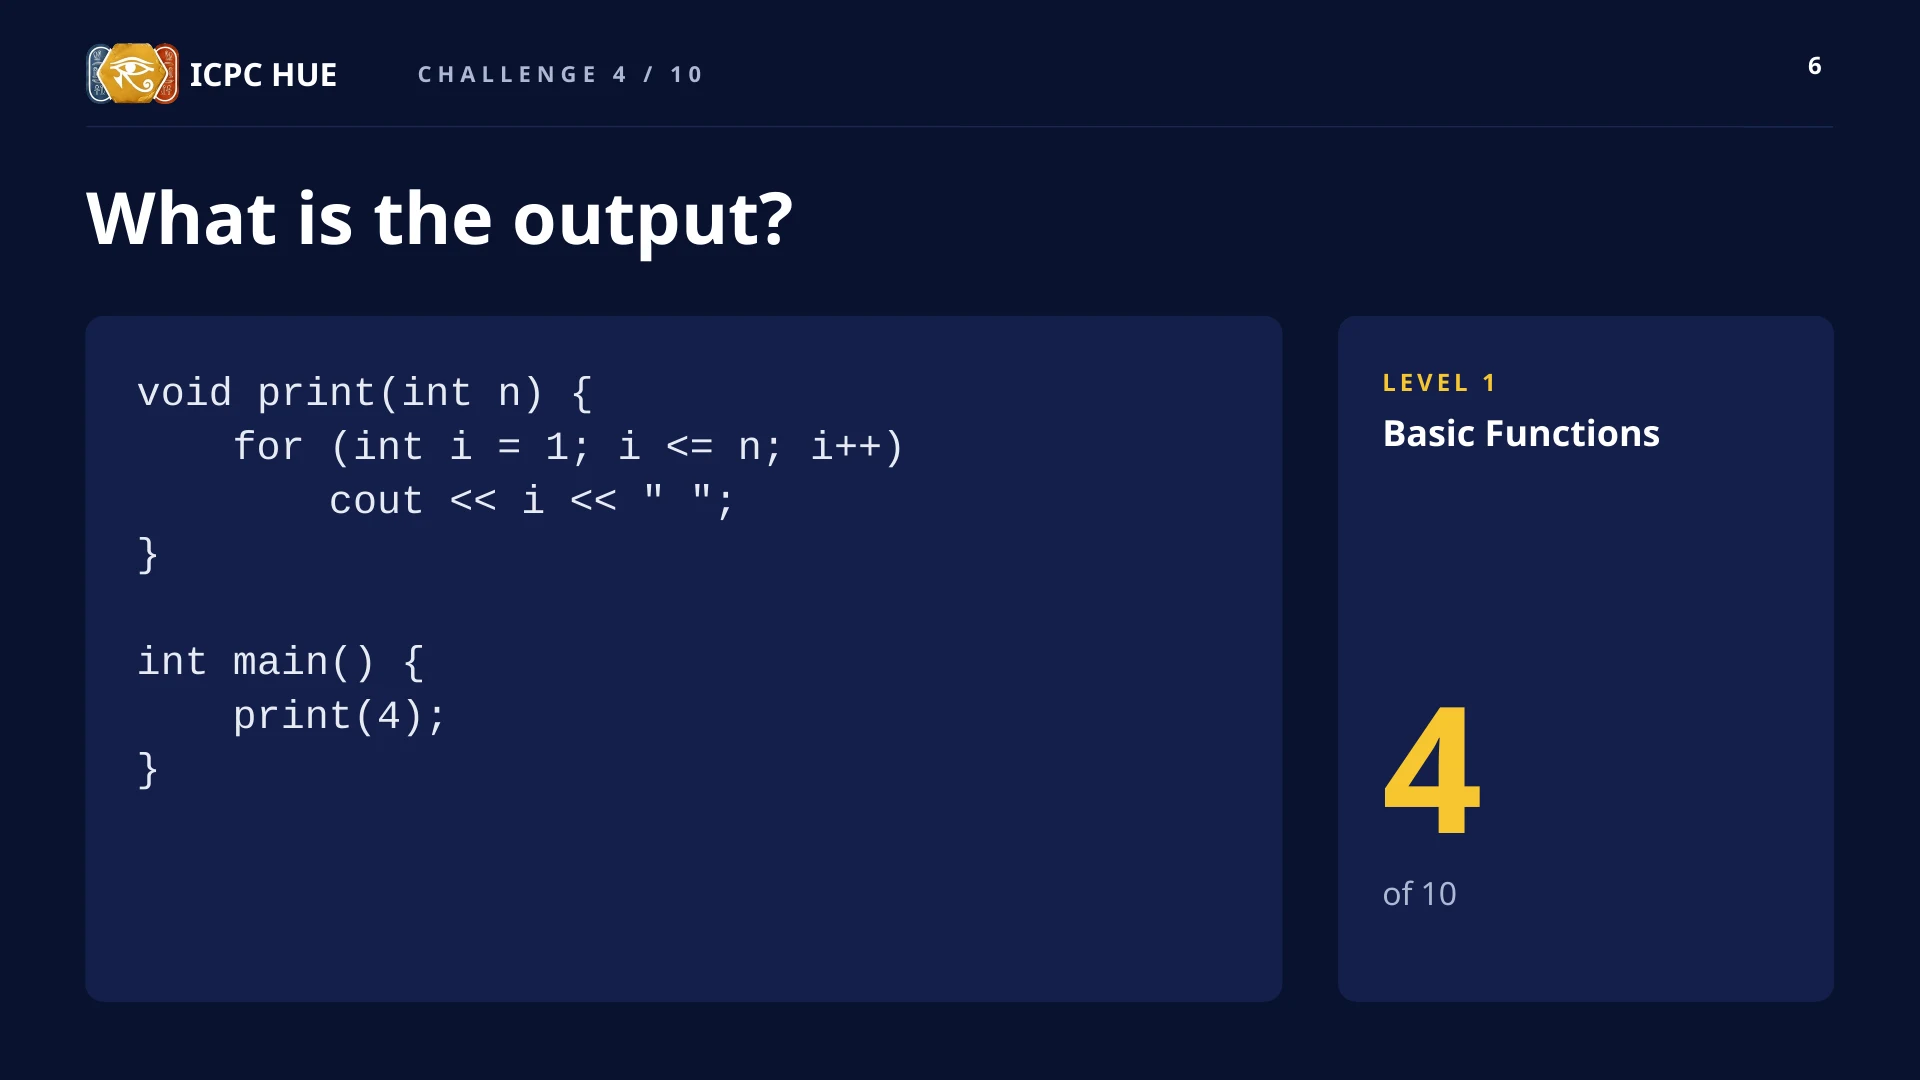 ICPC HUE
CHALLENGE 4 / 10
6
What is the output?
void print(int n) {
    for (int i = 1; i <= n; i++)
        cout << i << " ";
}

int main() {
    print(4);
}
LEVEL 1
Basic Functions
4
of 10